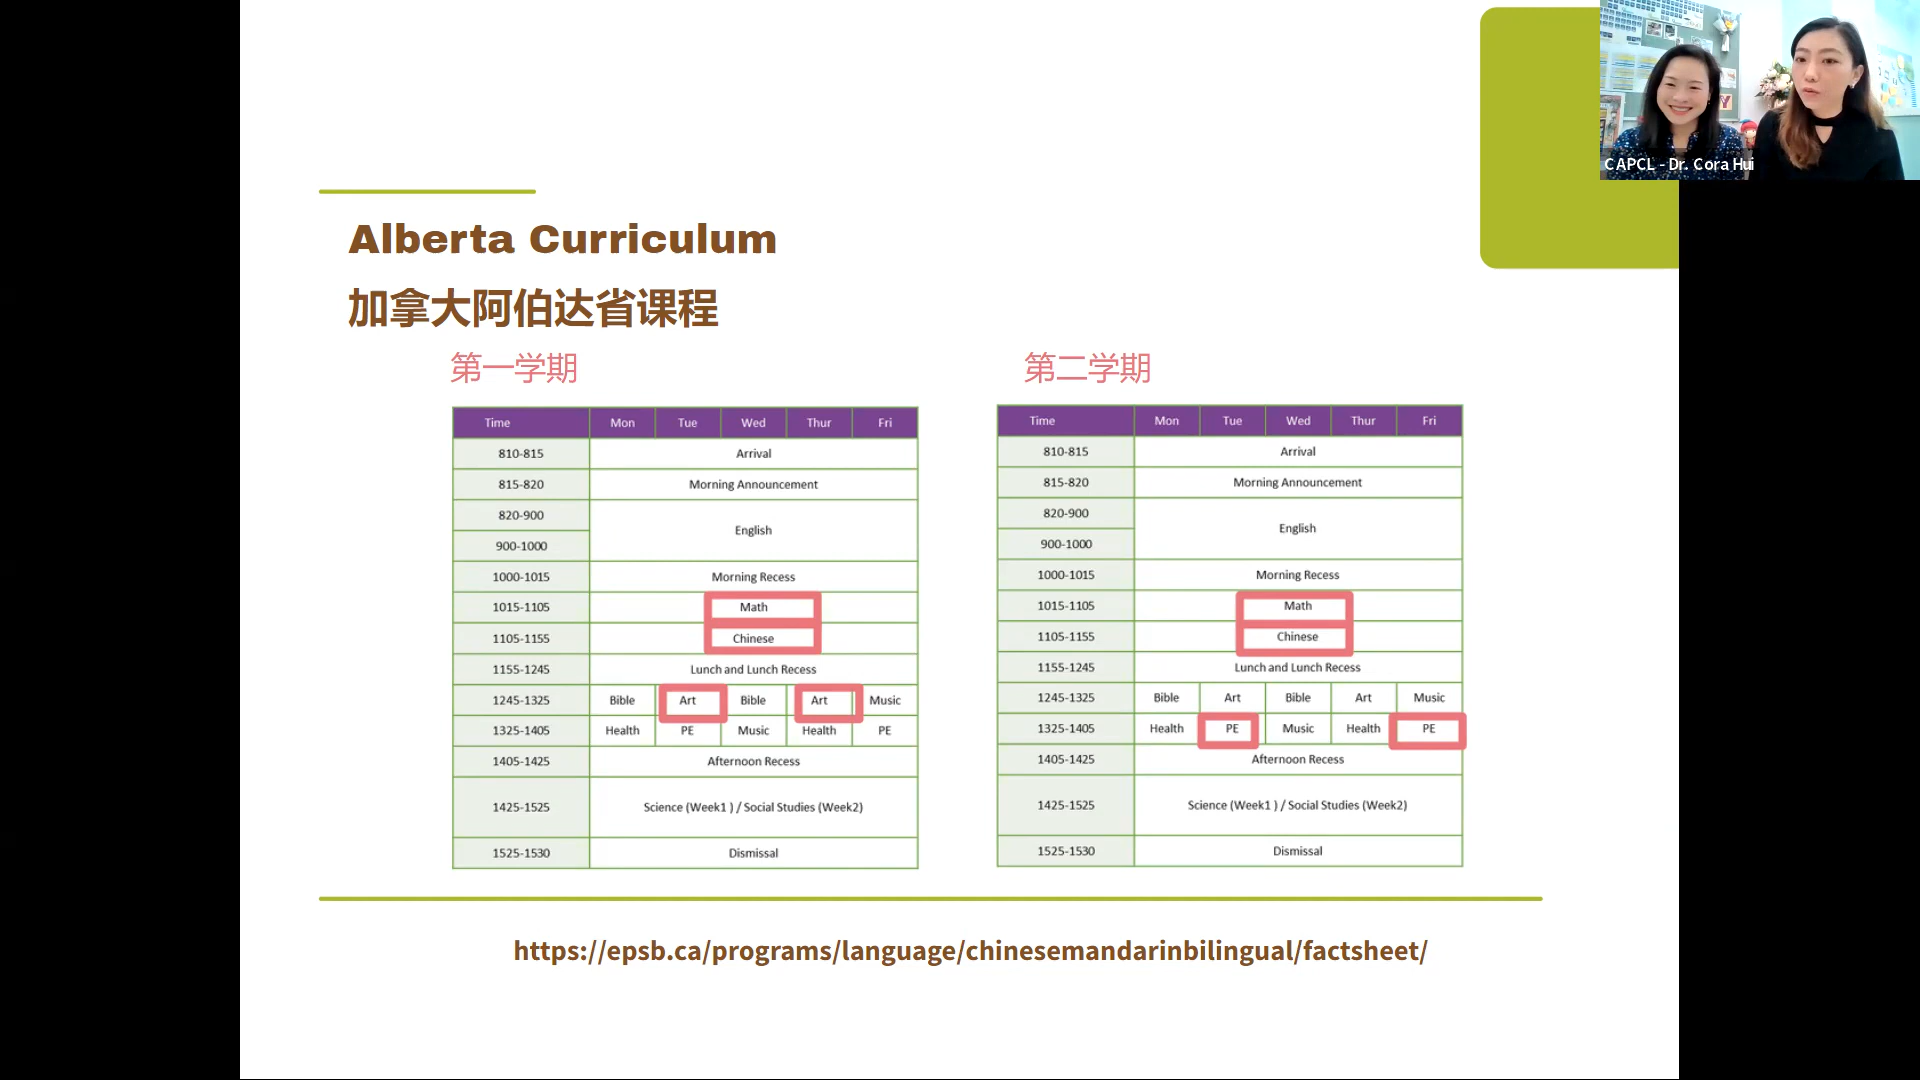 CAPCL - Dr. Cora Hui
Alberta Curriculum
加拿大阿伯达省课程
第一学期
Time Mon Tue Wed Thur Fri
810-815 Arrival
815-820 Morning Announcement
820-900
English
900-1000
1000-1015 Morning Recess
1015-1105 Math
1105-1155 Chinese
1155-1245 Lunch and Lunch Recess
1245-1325 Bible Art Bible Art Music
1325-1405 Health PE Music Health PE
1405-1425 Afternoon Recess
1425-1525 Science (Week1 ) / Social Studies (Week2)
1525-1530 Dismissal
第二学期
Time Mon Tue Wed Thur Fri
810-815 Arrival
815-820 Morning Announcement
820-900
English
900-1000
1000-1015 Morning Recess
1015-1105 Math
1105-1155 Chinese
1155-1245 Lunch and Lunch Recess
1245-1325 Bible Art Bible Art Music
1325-1405 Health PE Music Health PE
1405-1425 Afternoon Recess
1425-1525 Science (Week1 ) / Social Studies (Week2)
1525-1530 Dismissal
https://epsb.ca/programs/language/chinesemandarinbilingual/factsheet/